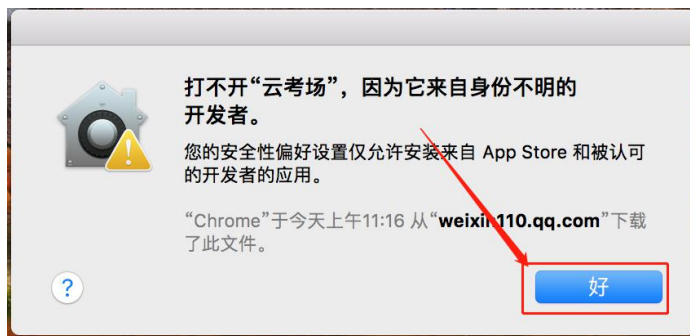 打不开“云考场”，因为它来自身份不明的
开发者。
您的安全性偏好设置仅允许安装来自 App Store 和被认可
的开发者的应用。
“Chrome”于今天上午11:16 从“weixin110.qq.com”下载
了此文件。
?
好